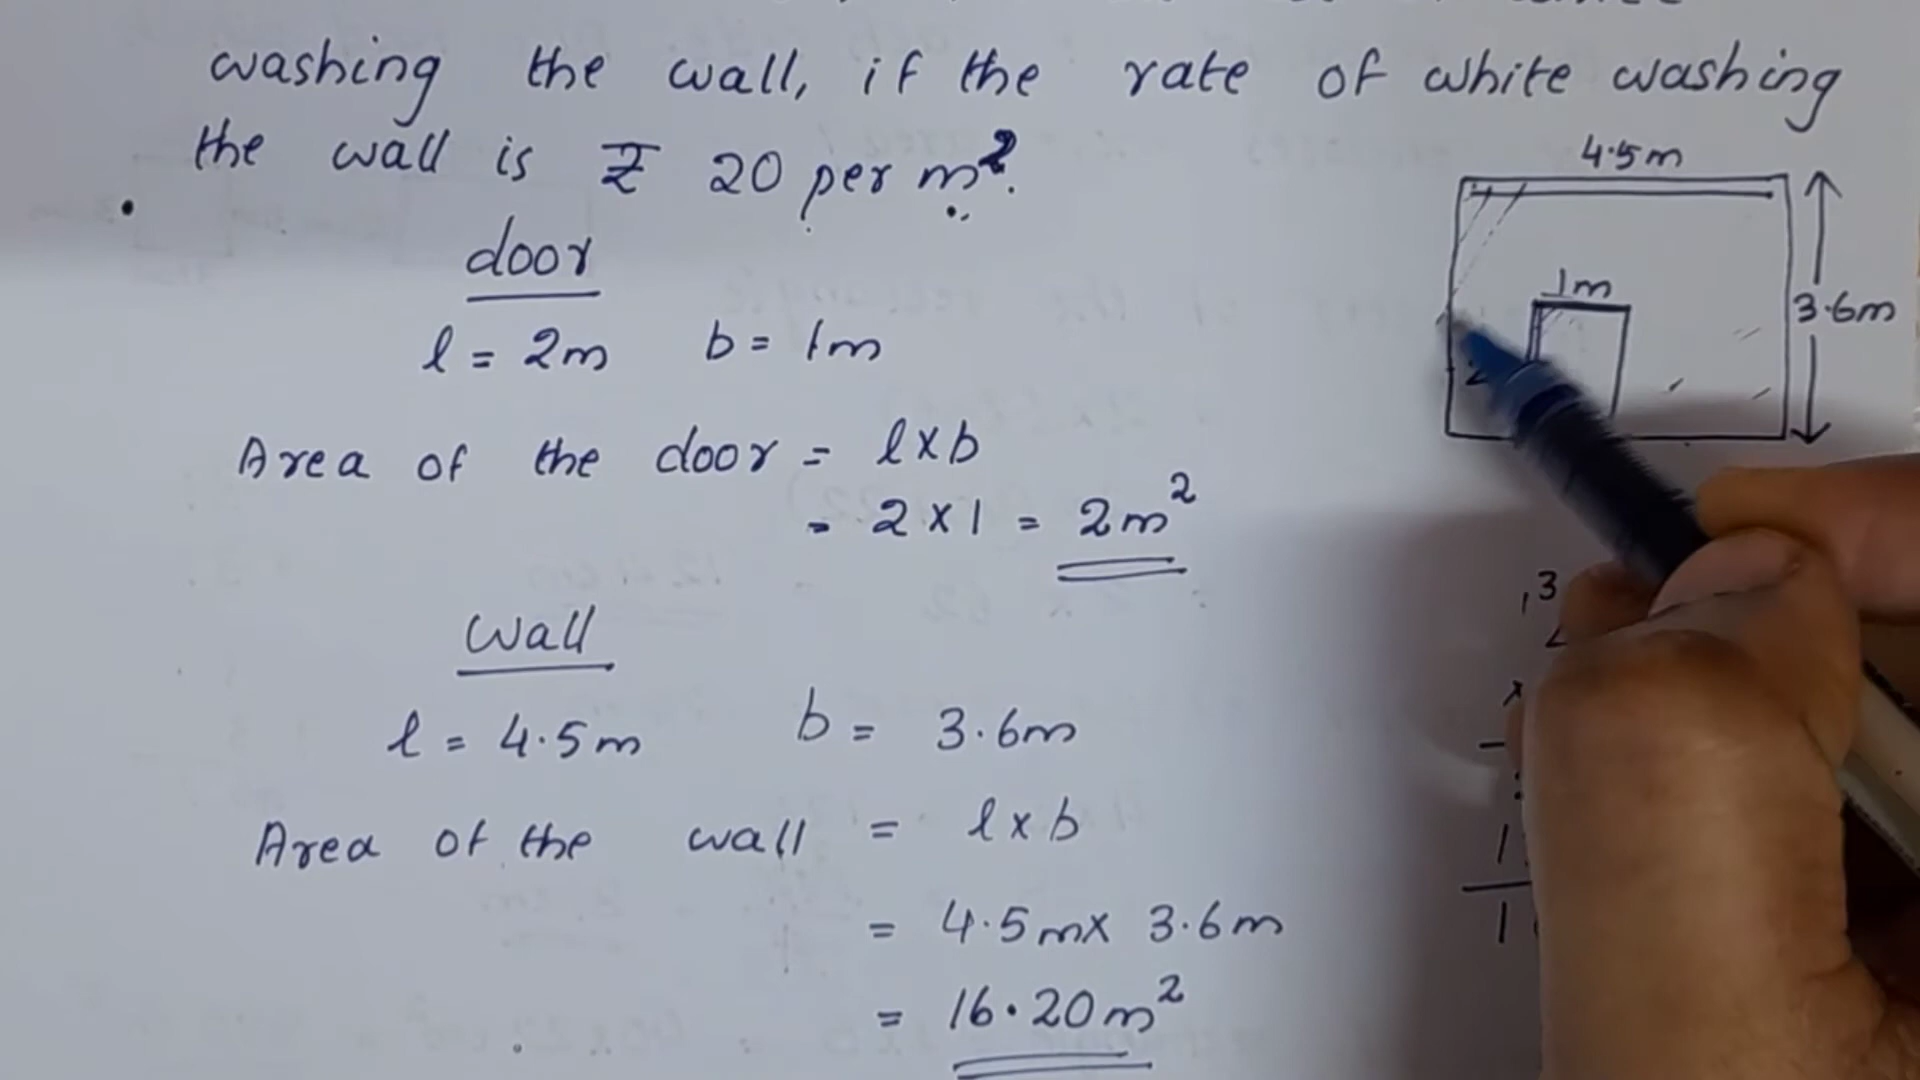 washing the wall, if the rate of white washing
the wall is ₹ 20 per m².
4.5m
door
1m
3.6m
l = 2m b = 1m
Area of the door = l x b
= 2 x 1 = 2m²
Wall
l = 4.5m b = 3.6m
Area of the wall = l x b
= 4.5m x 3.6m
= 16.20m²